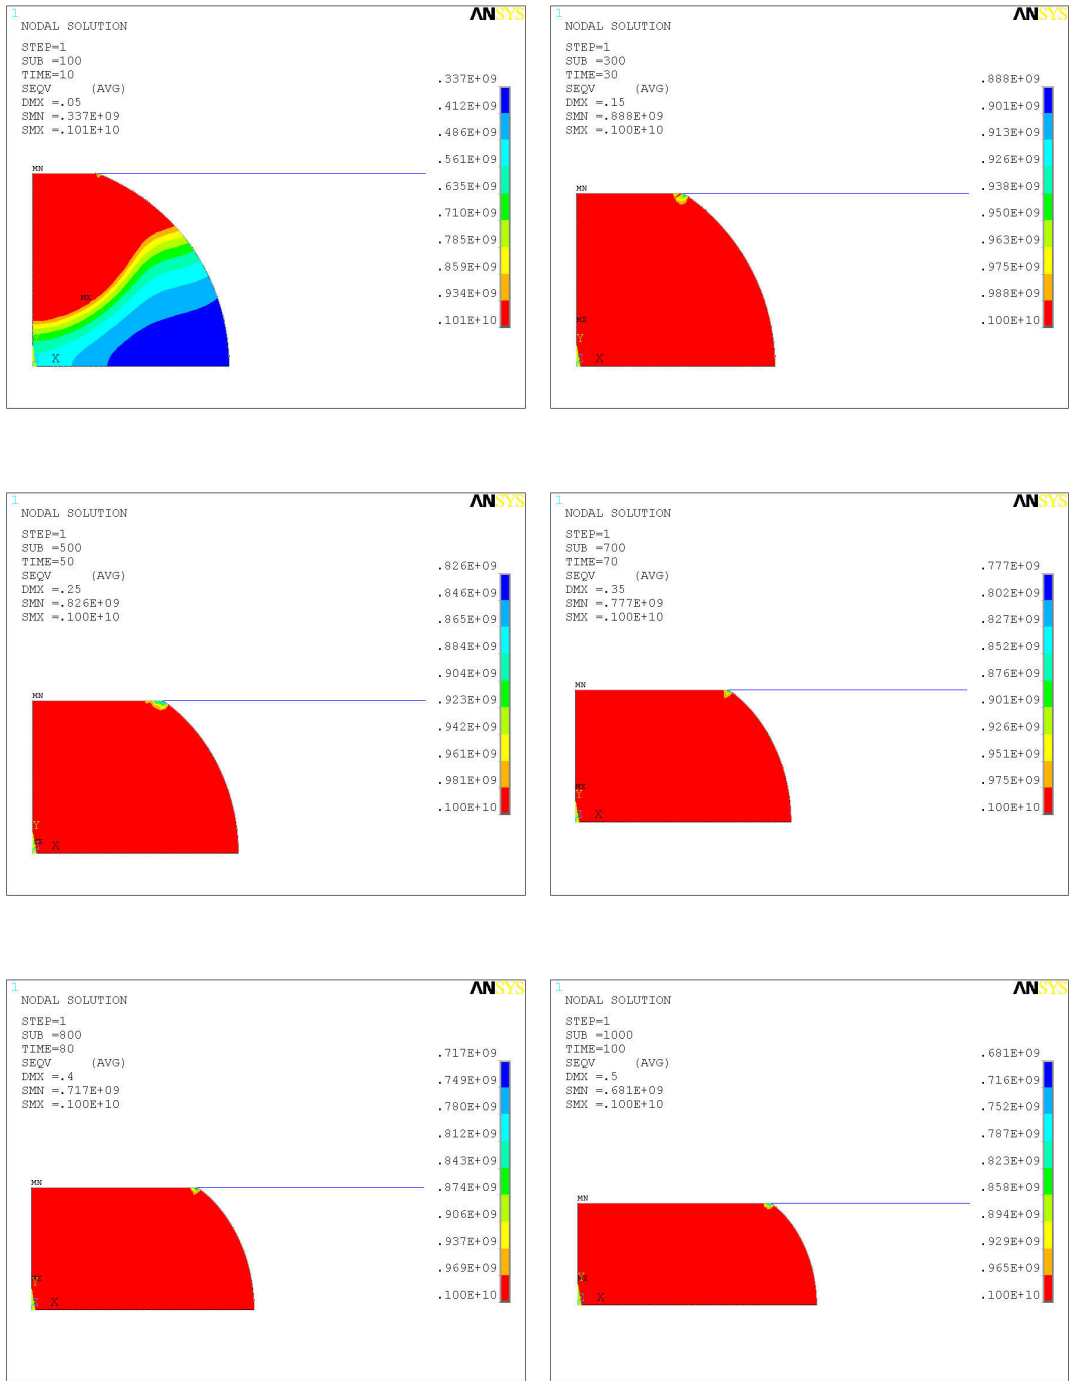 1
ANSYS
NODAL SOLUTION
STEP=1
SUB =100
TIME=10
SEQV (AVG)
DMX =.05
SMN =.337E+09
SMX =.101E+10
.337E+09
.412E+09
.486E+09
.561E+09
.635E+09
.710E+09
.785E+09
.859E+09
.934E+09
.101E+10
MN
MX
Y
Z X
1
ANSYS
NODAL SOLUTION
STEP=1
SUB =300
TIME=30
SEQV (AVG)
DMX =.15
SMN =.888E+09
SMX =.100E+10
.888E+09
.901E+09
.913E+09
.926E+09
.938E+09
.950E+09
.963E+09
.975E+09
.988E+09
.100E+10
MN
MX
Y
Z X
1
ANSYS
NODAL SOLUTION
STEP=1
SUB =500
TIME=50
SEQV (AVG)
DMX =.25
SMN =.826E+09
SMX =.100E+10
.826E+09
.846E+09
.865E+09
.884E+09
.904E+09
.923E+09
.942E+09
.961E+09
.981E+09
.100E+10
MN
Y
X
1
ANSYS
NODAL SOLUTION
STEP=1
SUB =700
TIME=70
SEQV (AVG)
DMX =.35
SMN =.777E+09
SMX =.100E+10
.777E+09
.802E+09
.827E+09
.852E+09
.876E+09
.901E+09
.926E+09
.951E+09
.975E+09
.100E+10
MN
MX
Y
Z X
1
ANSYS
NODAL SOLUTION
STEP=1
SUB =800
TIME=80
SEQV (AVG)
DMX =.4
SMN =.717E+09
SMX =.100E+10
.717E+09
.749E+09
.780E+09
.812E+09
.843E+09
.874E+09
.906E+09
.937E+09
.969E+09
.100E+10
MN
MX
Y
Z X
1
ANSYS
NODAL SOLUTION
STEP=1
SUB =1000
TIME=100
SEQV (AVG)
DMX =.5
SMN =.681E+09
SMX =.100E+10
.681E+09
.716E+09
.752E+09
.787E+09
.823E+09
.858E+09
.894E+09
.929E+09
.965E+09
.100E+10
MN
Y
X